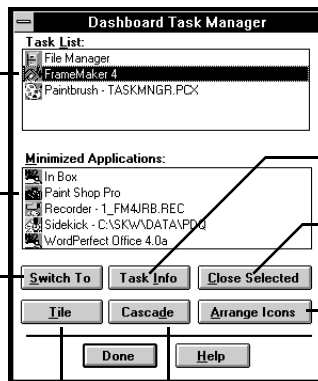 Dashboard Task Manager
Task List:
File Manager
FrameMaker 4
Paintbrush - TASKMNGR.PCX
Minimized Applications:
In Box
Paint Shop Pro
Recorder - 1_FM4JRB.REC
Sidekick - C:\SKW\DATA\PDQ
WordPerfect Office 4.0a
Switch To Task Info Close Selected
Tile Cascade Arrange Icons
Done Help